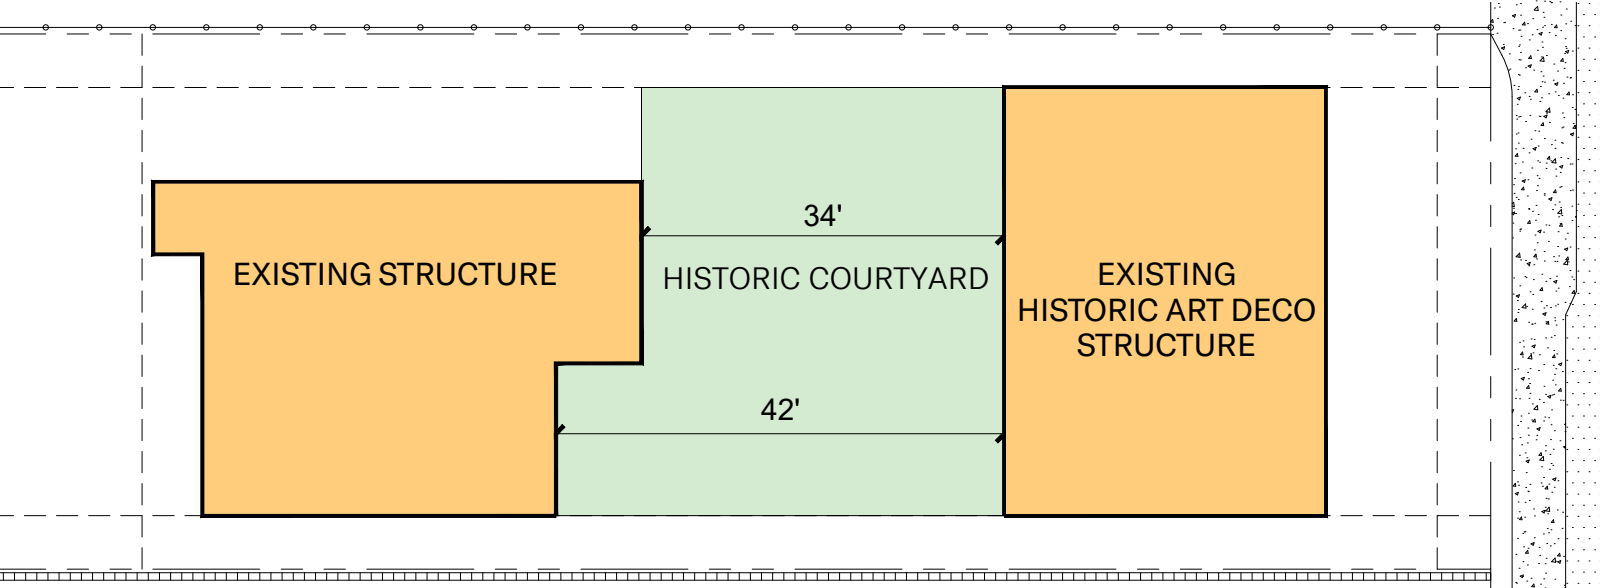 34'
EXISTING STRUCTURE
HISTORIC COURTYARD
EXISTING
HISTORIC ART DECO
STRUCTURE
42'